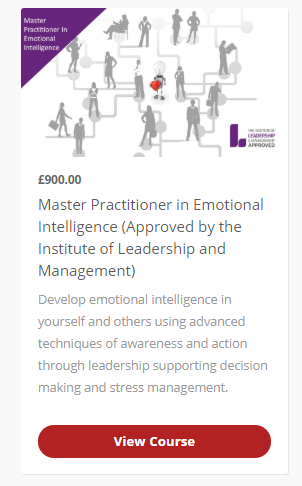 Master
Practitioner in
Emotional
Intelligence
THE INSTITUTE OF
LEADERSHIP
& MANAGEMENT
APPROVED
£900.00
Master Practitioner in Emotional
Intelligence (Approved by the
Institute of Leadership and
Management)
Develop emotional intelligence in
yourself and others using advanced
techniques of awareness and action
through leadership supporting decision
making and stress management.
View Course